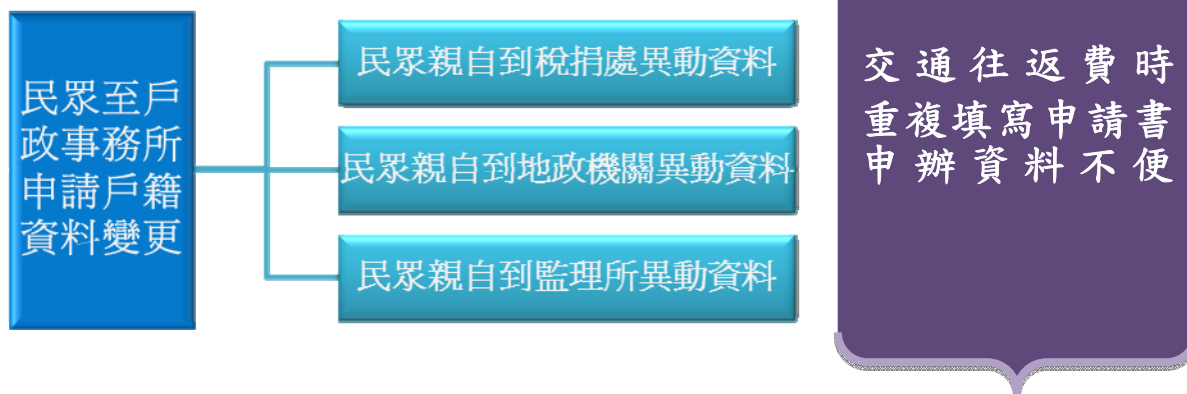 民眾至戶
政事務所
申請戶籍
資料變更
民眾親自到稅捐處異動資料
民眾親自到地政機關異動資料
民眾親自到監理所異動資料
交通往返費時
重複填寫申請書
申辦資料不便